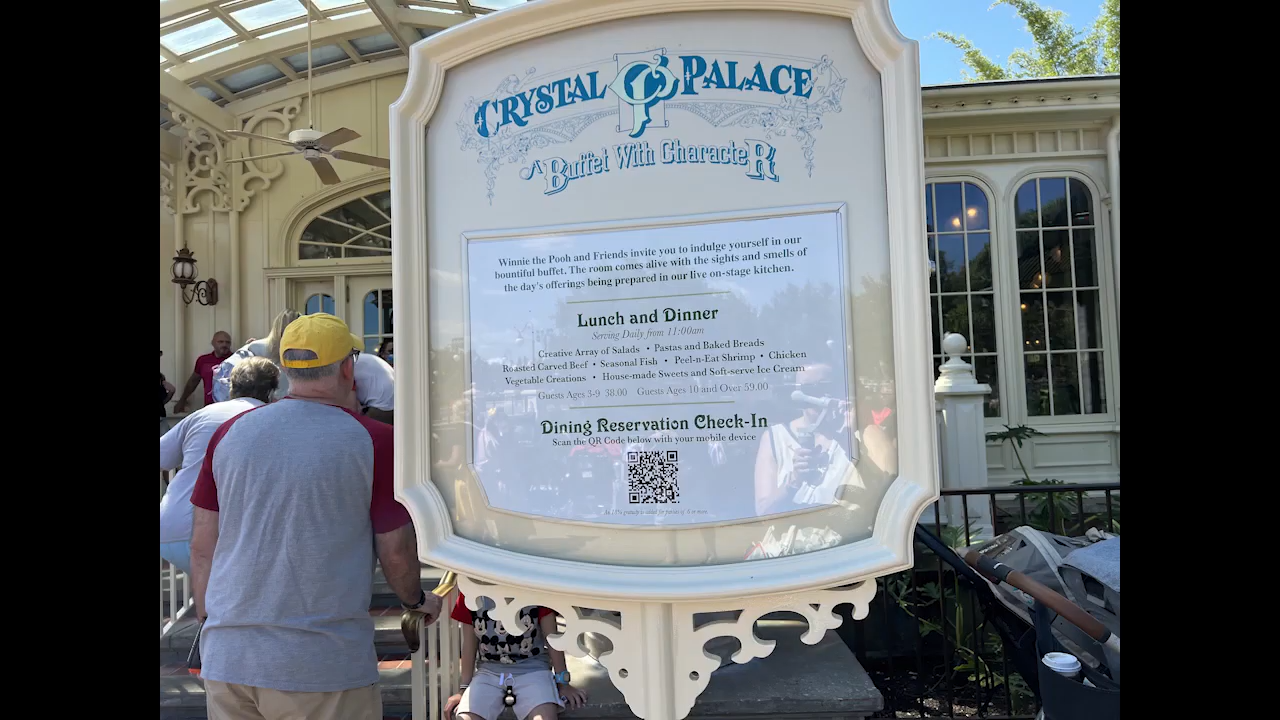 CRYSTAL PALACE
A Buffet With Character
Winnie the Pooh and Friends invite you to indulge yourself in our
bountiful buffet. The room comes alive with the sights and smells of
the day's offerings being prepared in our live on-stage kitchen.
Lunch and Dinner
Serving Daily from 11:00am
Creative Array of Salads • Pastas and Baked Breads
Roasted Carved Beef • Seasonal Fish • Peel-n-Eat Shrimp • Chicken
Vegetable Creations • House-made Sweets and Soft-serve Ice Cream
Guests Ages 3-9 38.00 Guests Ages 10 and Over 59.00
Dining Reservation Check-In
Scan the QR Code below with your mobile device